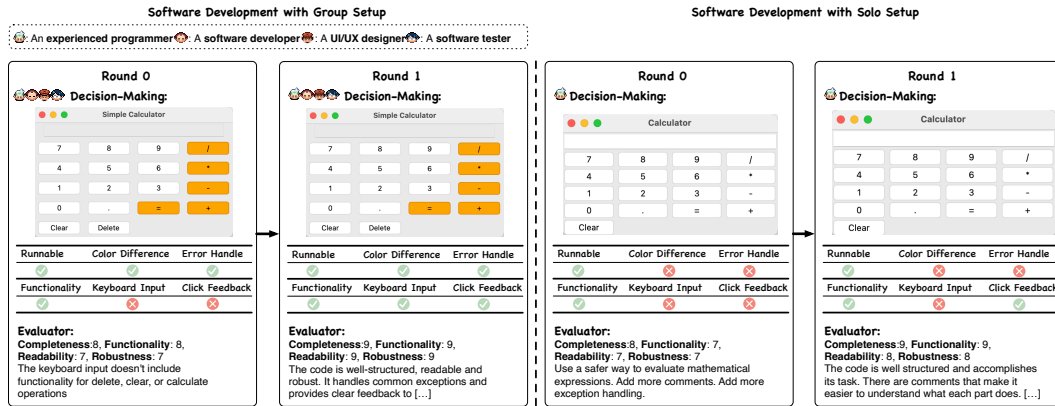 Software Development with Group Setup
: An experienced programmer : A software developer : A UI/UX designer : A software tester
Round 0
Decision-Making:
Simple Calculator
7 8 9 /
4 5 6 *
1 2 3 -
0 . = +
Clear Delete
Runnable Color Difference Error Handle
Functionality Keyboard Input Click Feedback
Evaluator:
Completeness:8, Functionality: 8,
Readability: 7, Robustness: 7
The keyboard input doesn't include
functionality for delete, clear, or calculate
operations
Round 1
Decision-Making:
Simple Calculator
7 8 9 /
4 5 6 *
1 2 3 -
0 . = +
Clear Delete
Runnable Color Difference Error Handle
Functionality Keyboard Input Click Feedback
Evaluator:
Completeness:9, Functionality: 9,
Readability: 9, Robustness: 9
The code is well-structured, readable and
robust. It handles common exceptions and
provides clear feedback to [...]
Software Development with Solo Setup
Round 0
Decision-Making:
Calculator
7 8 9 /
4 5 6 *
1 2 3 -
0 . = +
Clear
Runnable Color Difference Error Handle
Functionality Keyboard Input Click Feedback
Evaluator:
Completeness:8, Functionality: 7,
Readability: 7, Robustness: 7
Use a safer way to evaluate mathematical
expressions. Add more comments. Add more
exception handling.
Round 1
Decision-Making:
Calculator
7 8 9 /
4 5 6 *
1 2 3 -
0 . = +
Clear
Runnable Color Difference Error Handle
Functionality Keyboard Input Click Feedback
Evaluator:
Completeness:9, Functionality: 9,
Readability: 8, Robustness: 8
The code is well structured and accomplishes
its task. There are comments that make it
easier to understand what each part does. [...]